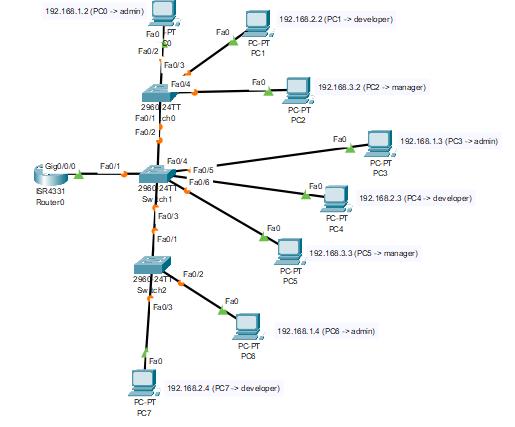 192.168.1.2 (PC0 -> admin)
-PT
Fa0
Fa0/2
192.168.2.2 (PC1 -> developer)
Fa0
PC-PT
PC1
Fa0/3
Fa0/4
Fa0
192.168.3.2 (PC2 -> manager)
PC-PT
PC2
2960-24TT
Fa0/1
Fa0/2
192.168.1.3 (PC3 -> admin)
Fa0
PC-PT
PC3
Gig0/0/0
Fa0/1
Fa0/4
Fa0/5
Fa0/6
ISR4331
Router0
2960-24TT
Switch1
Fa0
192.168.2.3 (PC4 -> developer)
PC-PT
PC4
Fa0/3
Fa0
192.168.3.3 (PC5 -> manager)
PC-PT
PC5
Fa0/1
2960-24TT
Switch2
Fa0/2
Fa0/3
Fa0
192.168.1.4 (PC6 -> admin)
PC-PT
PC6
Fa0
192.168.2.4 (PC7 -> developer)
PC-PT
PC7